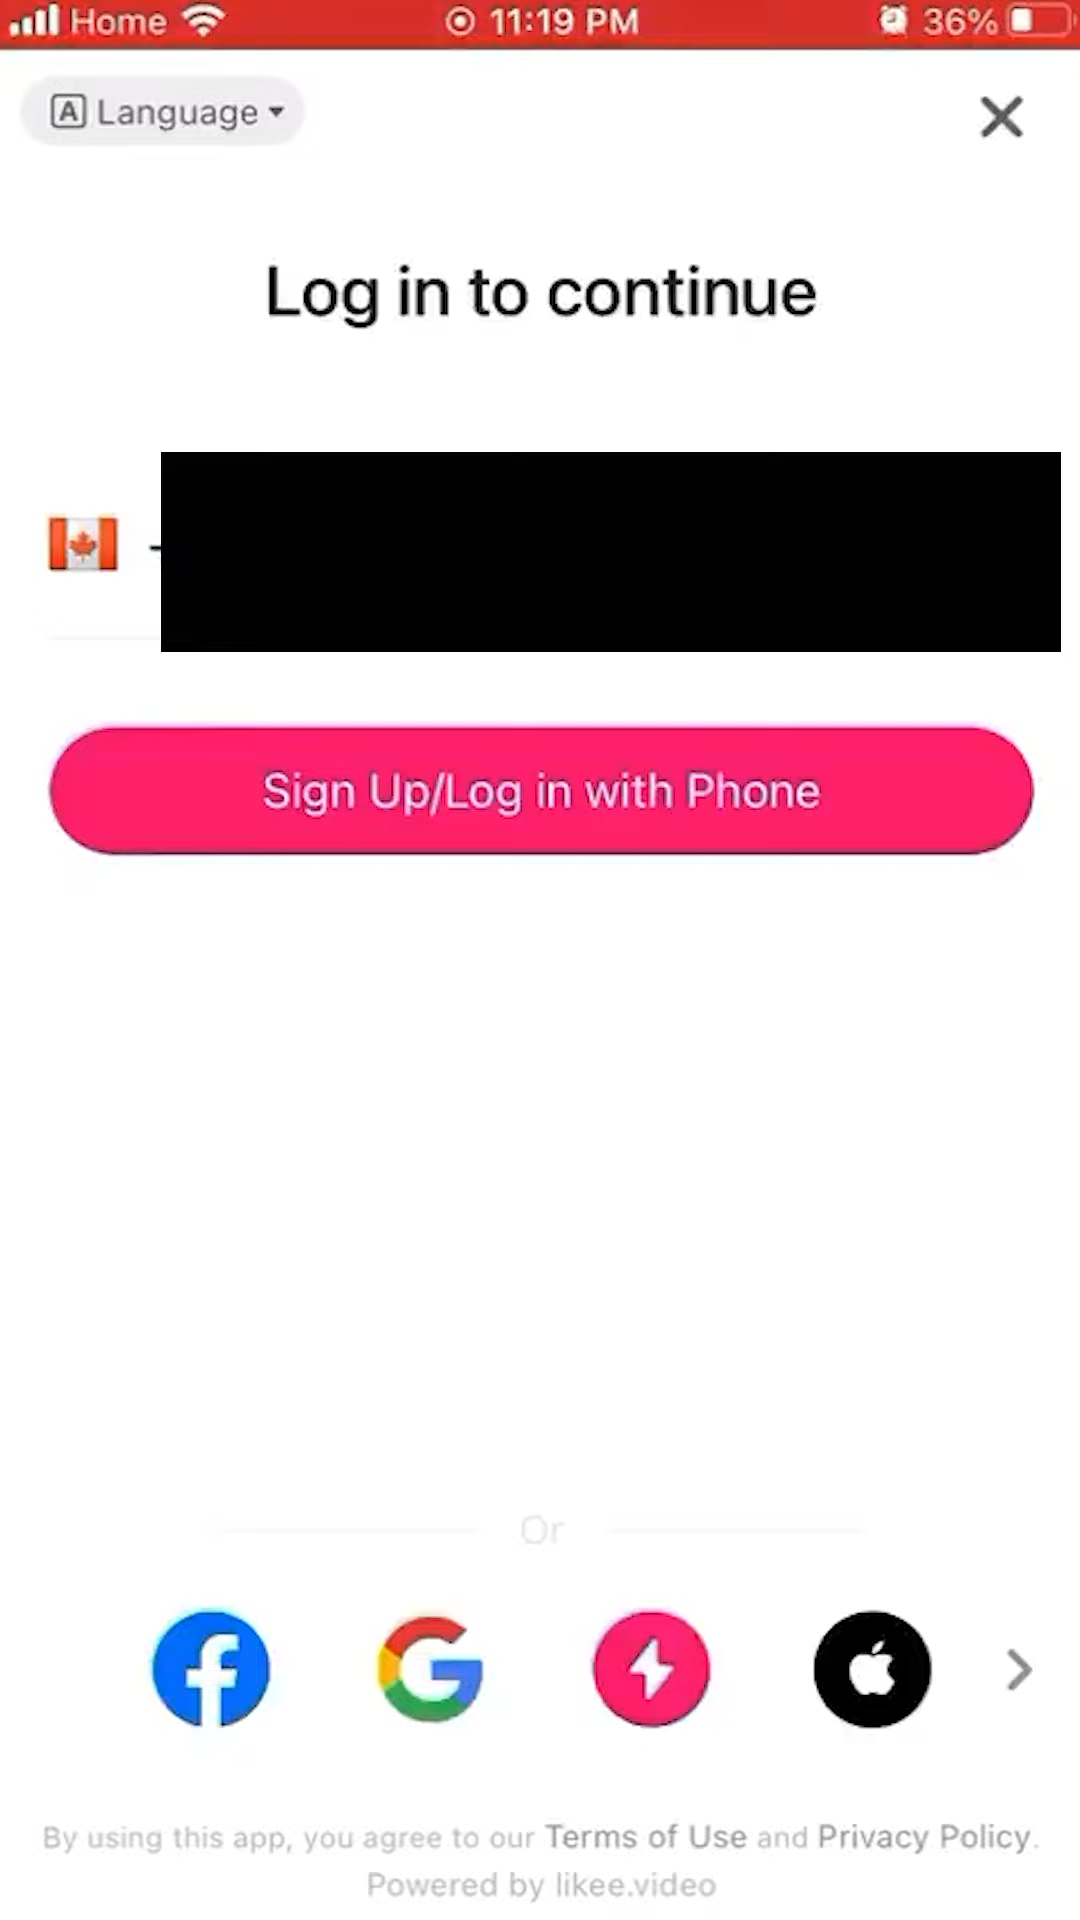 Home 11:19 PM 36%
A Language
Log in to continue
Sign Up/Log in with Phone
Or
By using this app, you agree to our Terms of Use and Privacy Policy.
Powered by likee.video